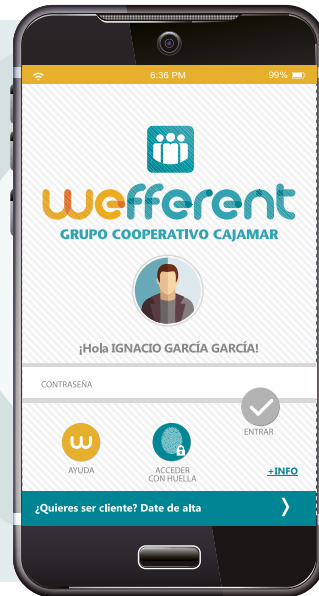 6:36 PM
99%
wefferent
GRUPO COOPERATIVO CAJAMAR
¡Hola IGNACIO GARCÍA GARCÍA!
CONTRASEÑA
ENTRAR
w
AYUDA
ACCEDER
CON HUELLA
+INFO
¿Quieres ser cliente? Date de alta